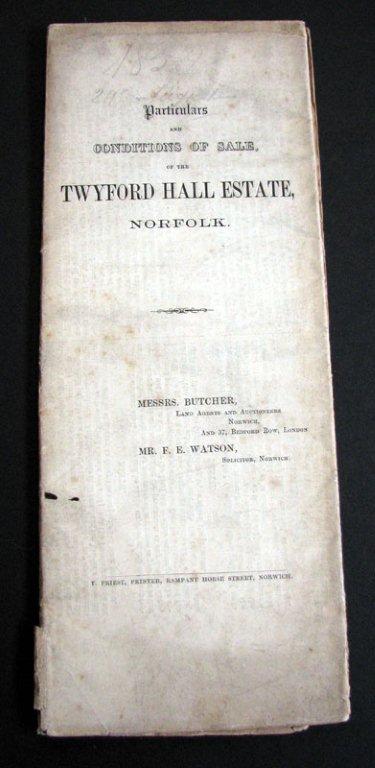 Particulars
AND
CONDITIONS OF SALE,
OF THE
TWYFORD HALL ESTATE,
NORFOLK.
MESSRS. BUTCHER,
LAND AGENTS AND AUCTIONEERS
NORWICH,
AND 37, BEDFORD ROW, LONDON
MR. F. E. WATSON,
SOLICITOR, NORWICH.
T. PRIEST, PRINTER, RAMPANT HORSE STREET, NORWICH.